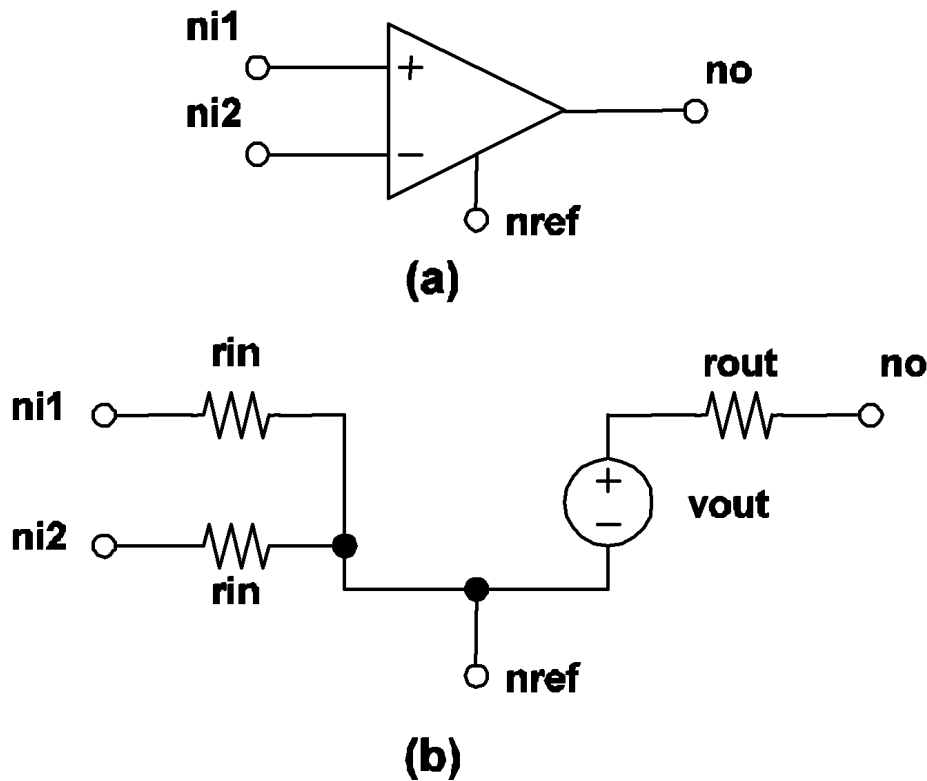 ni1
+
no
ni2
−
nref
(a)
rin
rout
no
ni1
+
vout
−
ni2
rin
nref
(b)